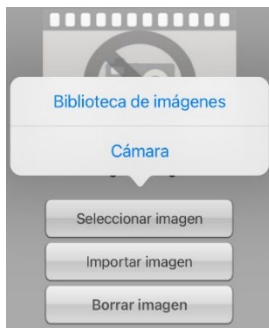 Biblioteca de imágenes
Cámara
Seleccionar imagen
Importar imagen
Borrar imagen